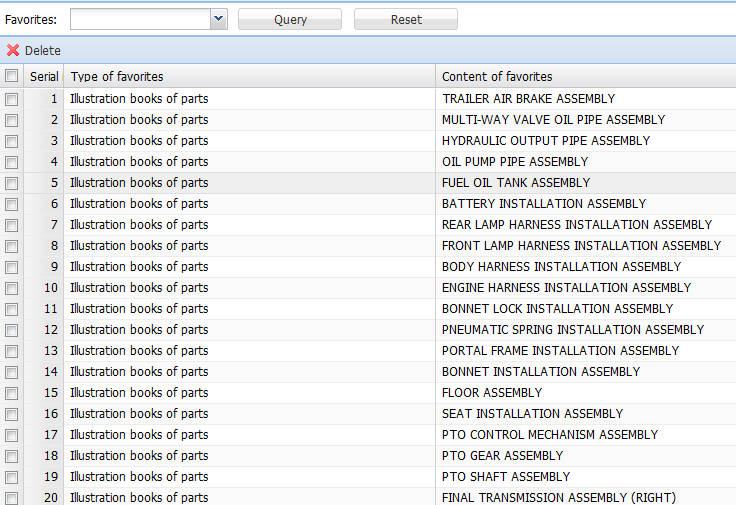 Favorites: Query Reset
Delete
Serial Type of favorites Content of favorites
1 Illustration books of parts TRAILER AIR BRAKE ASSEMBLY
2 Illustration books of parts MULTI-WAY VALVE OIL PIPE ASSEMBLY
3 Illustration books of parts HYDRAULIC OUTPUT PIPE ASSEMBLY
4 Illustration books of parts OIL PUMP PIPE ASSEMBLY
5 Illustration books of parts FUEL OIL TANK ASSEMBLY
6 Illustration books of parts BATTERY INSTALLATION ASSEMBLY
7 Illustration books of parts REAR LAMP HARNESS INSTALLATION ASSEMBLY
8 Illustration books of parts FRONT LAMP HARNESS INSTALLATION ASSEMBLY
9 Illustration books of parts BODY HARNESS INSTALLATION ASSEMBLY
10 Illustration books of parts ENGINE HARNESS INSTALLATION ASSEMBLY
11 Illustration books of parts BONNET LOCK INSTALLATION ASSEMBLY
12 Illustration books of parts PNEUMATIC SPRING INSTALLATION ASSEMBLY
13 Illustration books of parts PORTAL FRAME INSTALLATION ASSEMBLY
14 Illustration books of parts BONNET INSTALLATION ASSEMBLY
15 Illustration books of parts FLOOR ASSEMBLY
16 Illustration books of parts SEAT INSTALLATION ASSEMBLY
17 Illustration books of parts PTO CONTROL MECHANISM ASSEMBLY
18 Illustration books of parts PTO GEAR ASSEMBLY
19 Illustration books of parts PTO SHAFT ASSEMBLY
20 Illustration books of parts FINAL TRANSMISSION ASSEMBLY (RIGHT)